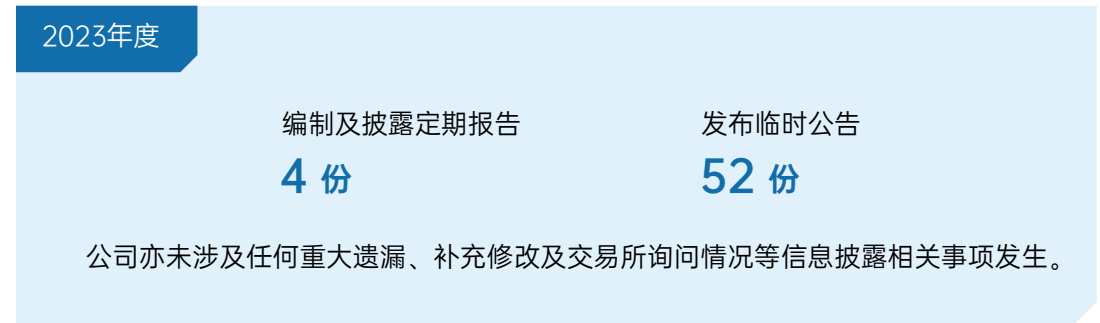 2023年度
编制及披露定期报告
发布临时公告
4 份
52 份
公司亦未涉及任何重大遗漏、补充修改及交易所询问情况等信息披露相关事项发生。